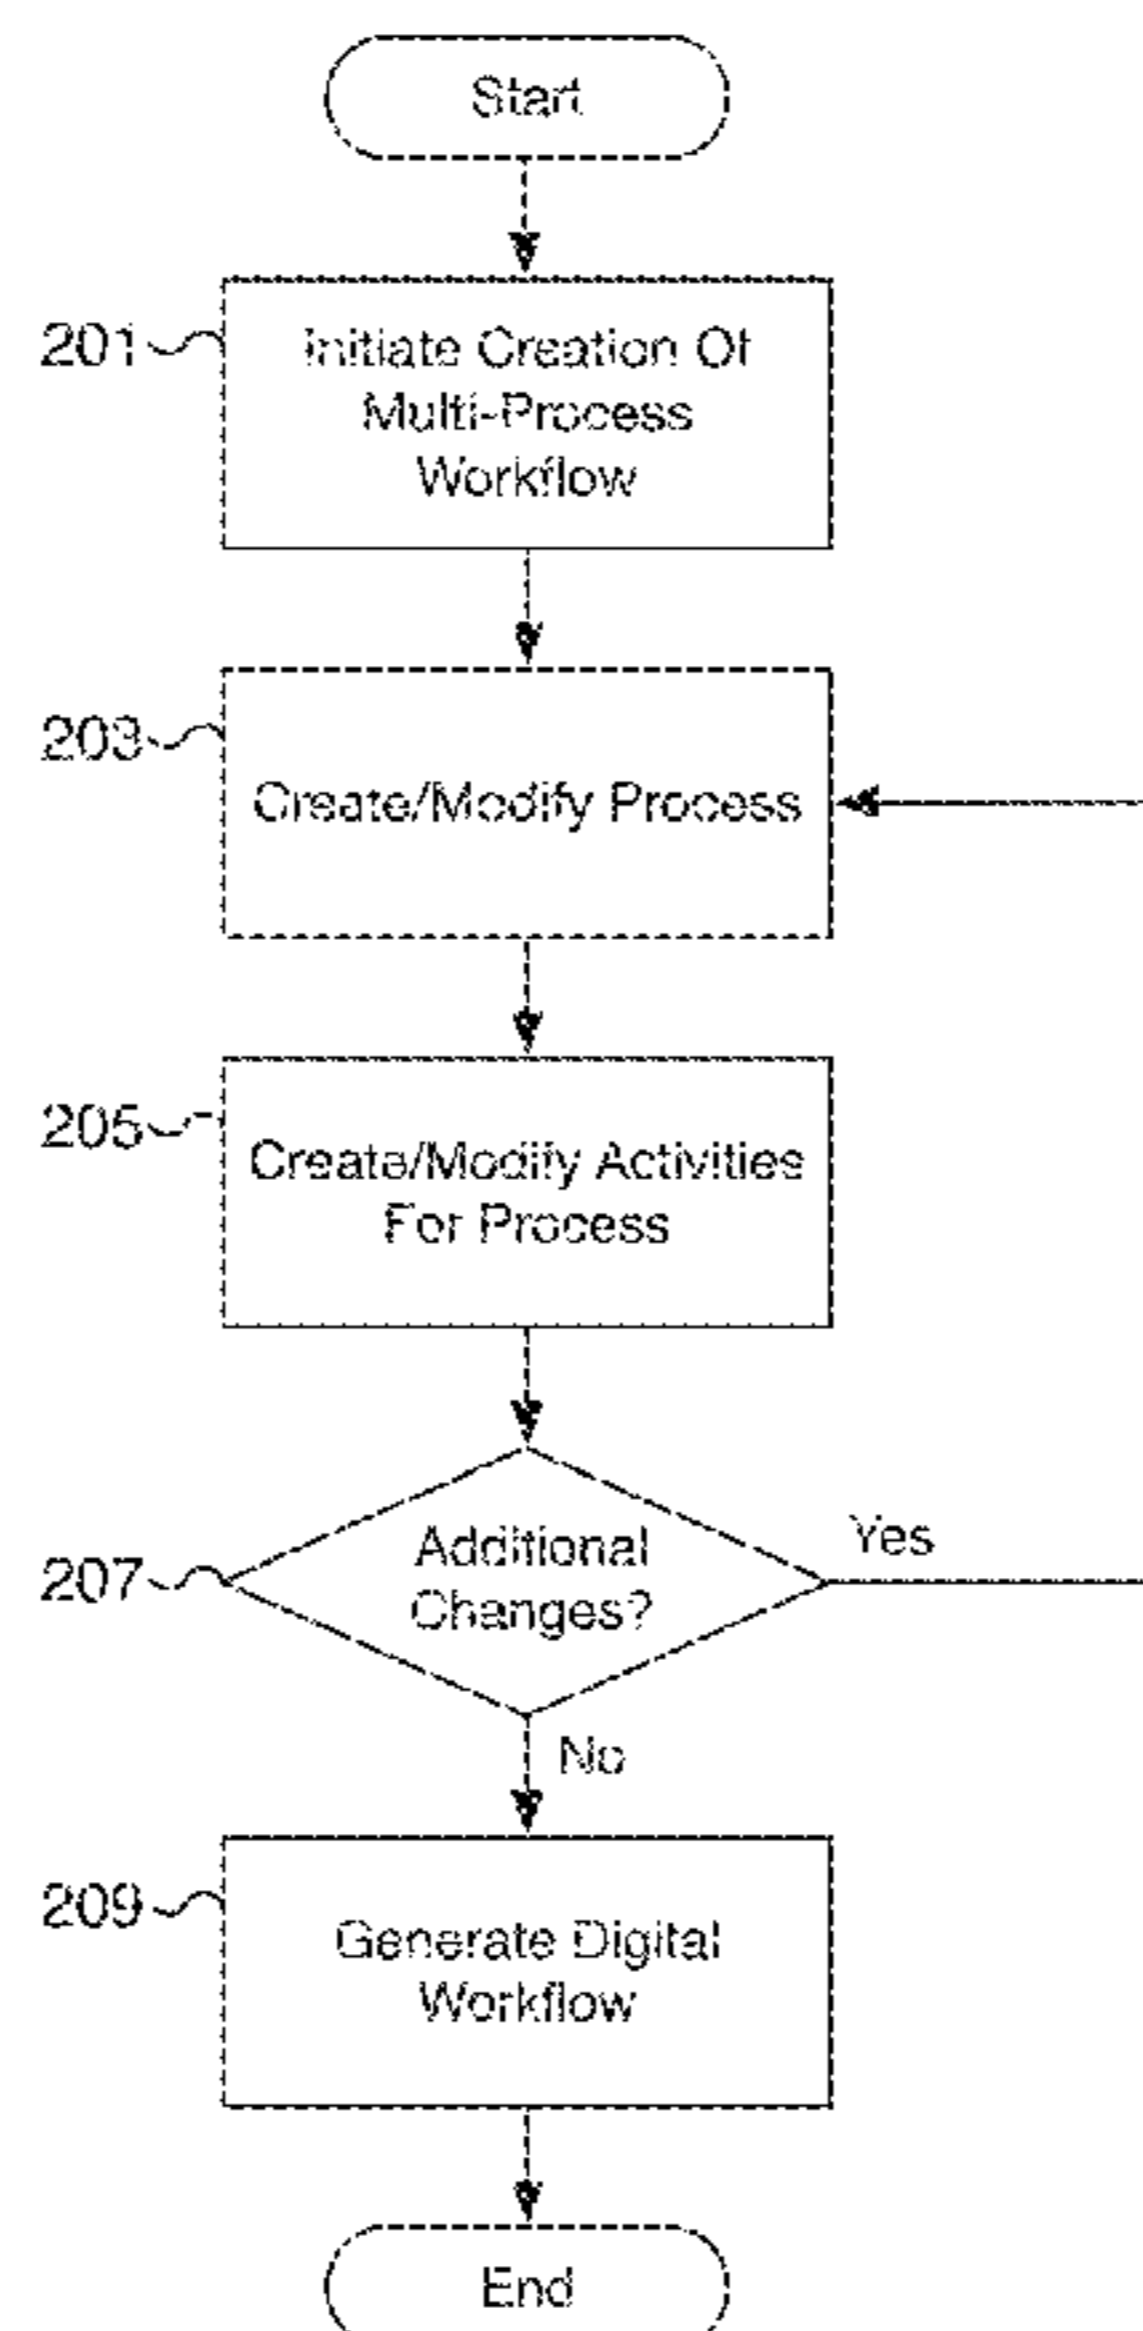 Start
201
Initiate Creation Of
Multi-Process
Workflow
203
Create/Modify Process
205
Create/Modify Activities
For Process
207
Additional
Changes?
Yes
No
209
Generate Digital
Workflow
End